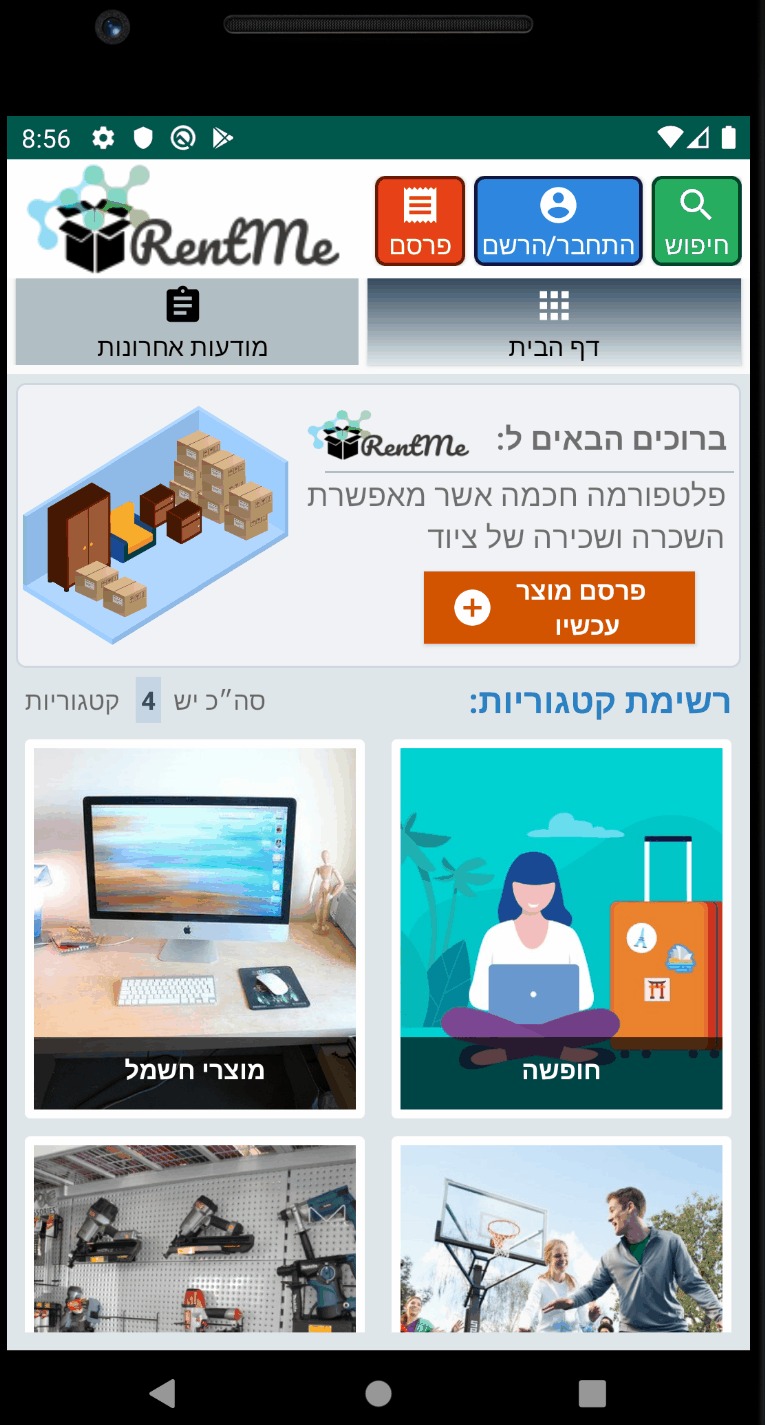 8:56
חיפוש
התחבר/הרשם
פרסם
RentMe
דף הבית
מודעות אחרונות
ברוכים הבאים ל: RentMe
פלטפורמה חכמה אשר מאפשרת
השכרה ושכירה של ציוד
פרסם מוצר
עכשיו
רשימת קטגוריות:
סה״כ יש 4 קטגוריות
חופשה
מוצרי חשמל